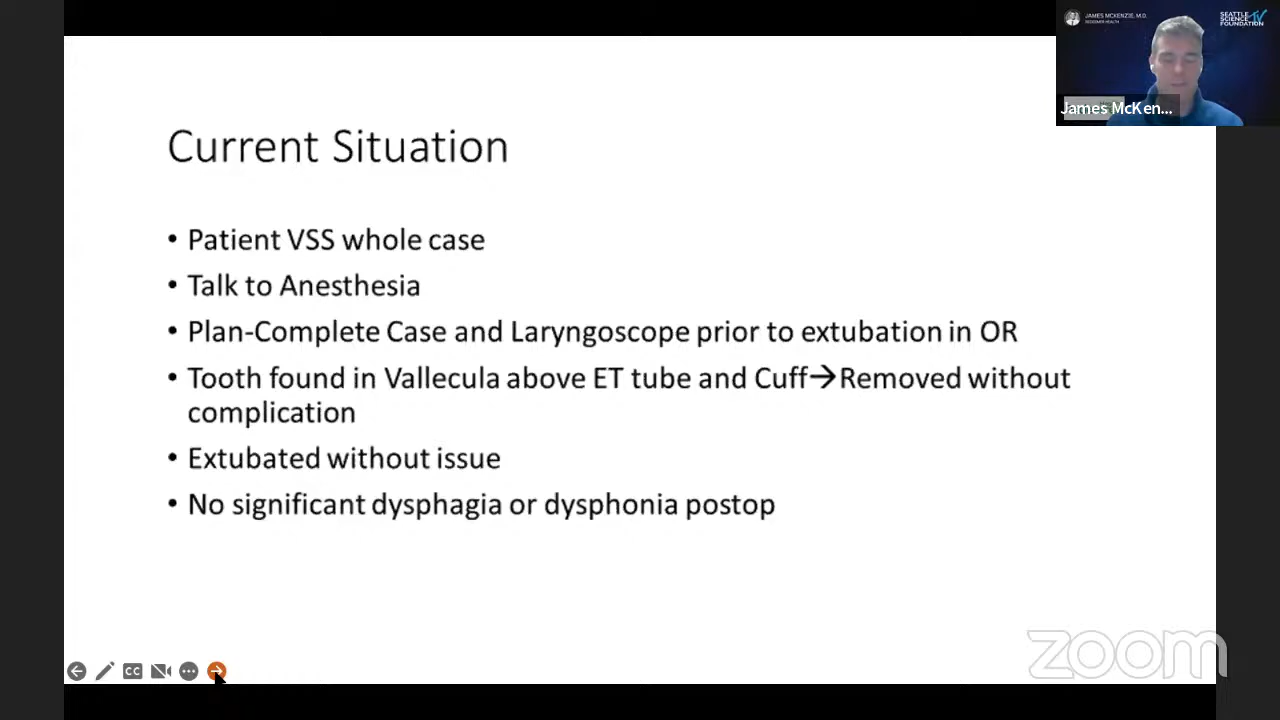 JAMES MCKENZIE, M.D.
SEATTLE
SCIENCE
FOUNDATION
TV
James McKen...
Current Situation
• Patient VSS whole case
• Talk to Anesthesia
• Plan-Complete Case and Laryngoscope prior to extubation in OR
• Tooth found in Vallecula above ET tube and Cuff→Removed without
complication
• Extubated without issue
• No significant dysphagia or dysphonia postop
CC
zoom